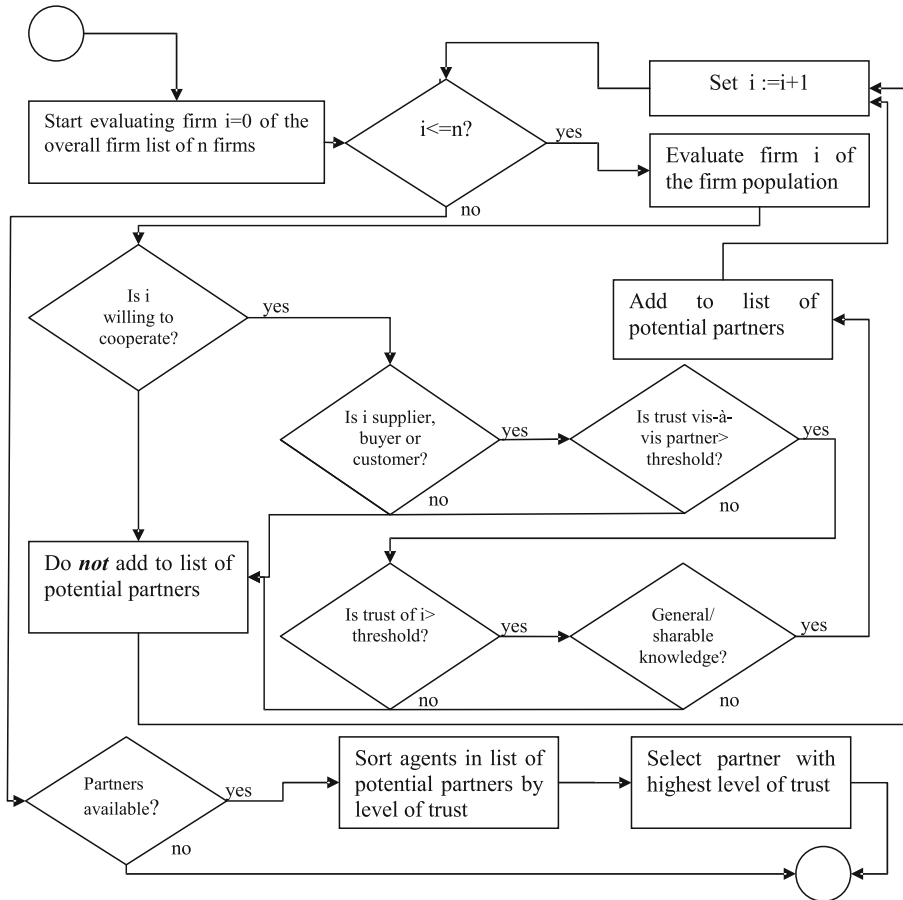 Set i :=i+1
Start evaluating firm i=0 of the
overall firm list of n firms
i<=n?
yes
Evaluate firm i of
the firm population
no
Is i
willing to
cooperate?
yes
Add to list of
potential partners
Is i supplier,
buyer or
customer?
yes
Is trust vis-à-
vis partner>
threshold?
yes
no
no
Do not add to list of
potential partners
Is trust of i>
threshold?
yes
General/
sharable
knowledge?
yes
no
no
Partners
available?
yes
Sort agents in list of
potential partners by
level of trust
Select partner with
highest level of trust
no